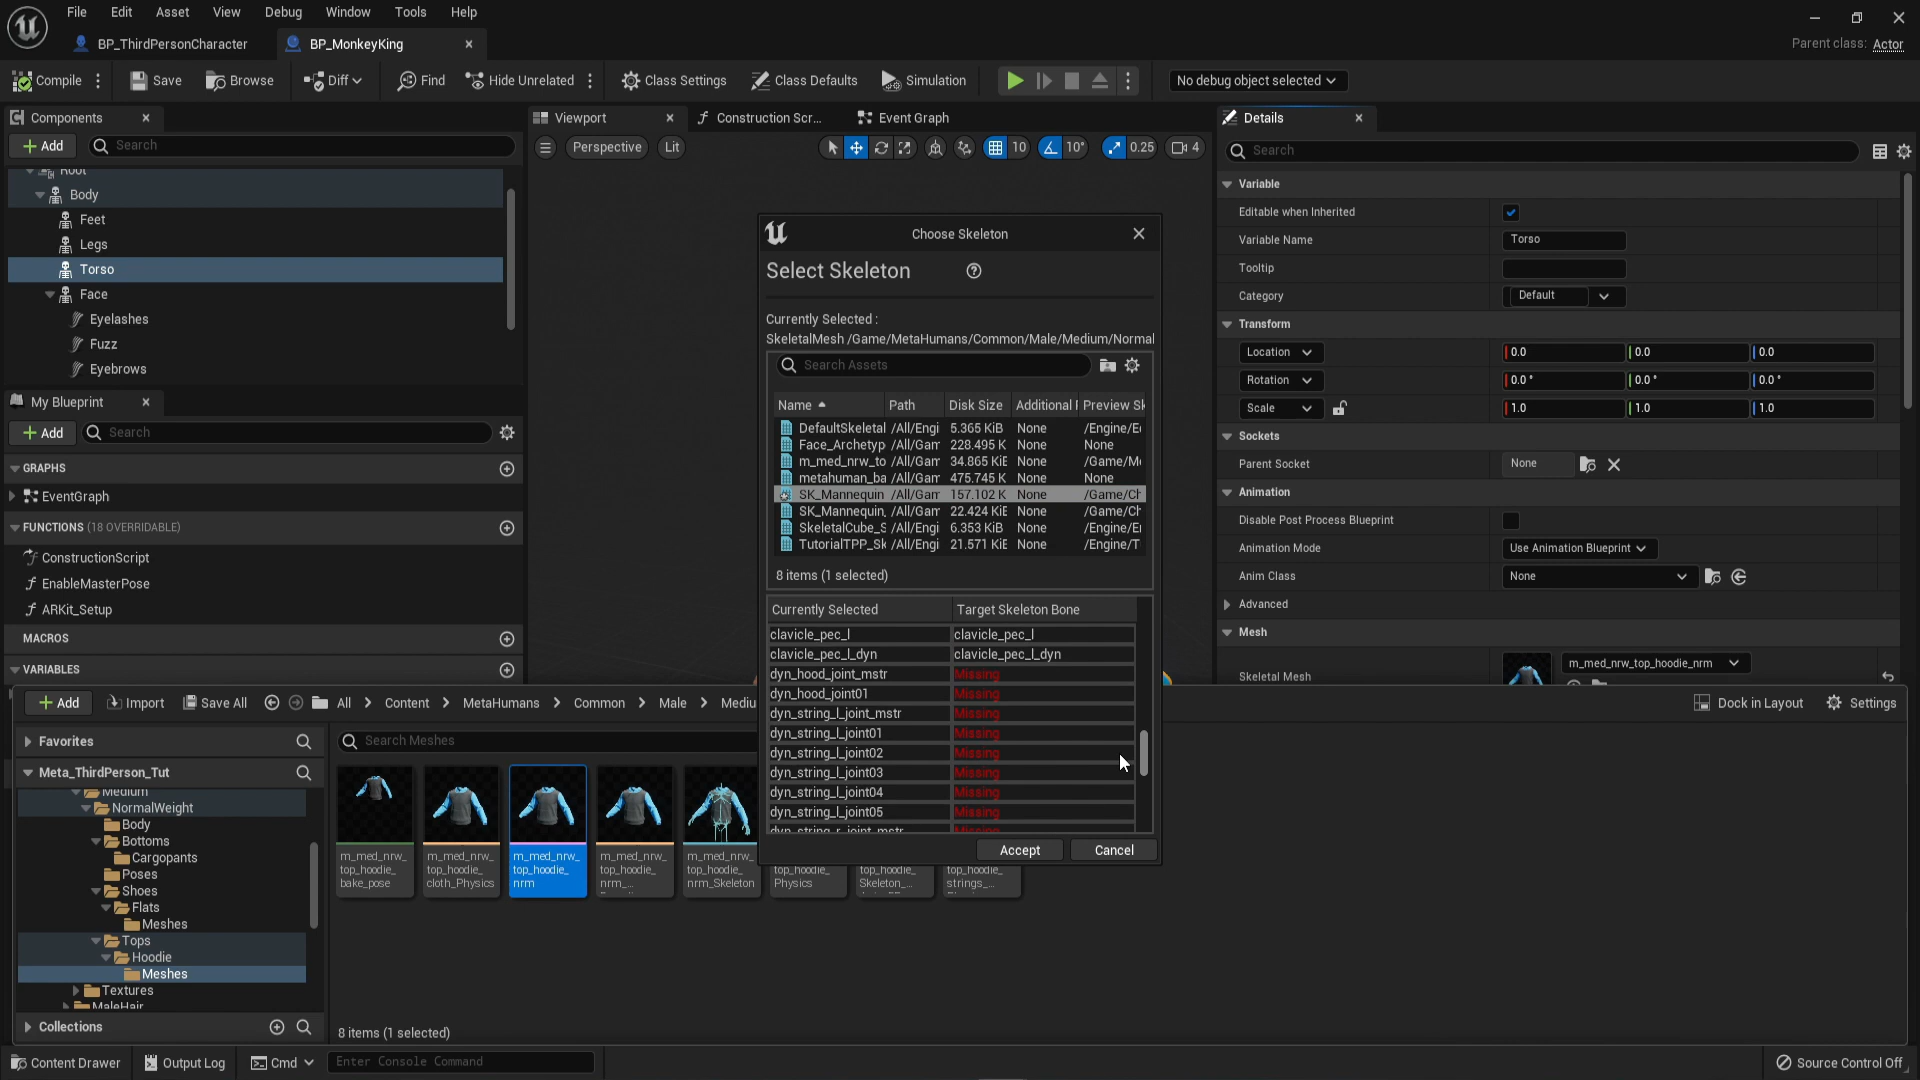 File Edit Asset View Debug Window Tools Help
BP_ThirdPersonCharacter
BP_MonkeyKing
Parent class: Actor
Compile
Save
Browse
Diff
Find
Hide Unrelated
Class Settings
Class Defaults
Simulation
No debug object selected
Components
Add
Search
Root
Body
Feet
Legs
Torso
Face
Eyelashes
Fuzz
Eyebrows
My Blueprint
Add
Search
GRAPHS
EventGraph
FUNCTIONS (18 OVERRIDABLE)
ConstructionScript
EnableMasterPose
ARKit_Setup
MACROS
VARIABLES
Viewport
Construction Scr...
Event Graph
Perspective
Lit
10
10°
0.25
4
Choose Skeleton
Select Skeleton
Currently Selected :
SkeletalMesh /Game/MetaHumans/Common/Male/Medium/Normal
Search Assets
Name Path Disk Size Additional Preview Sk
DefaultSkeletal /All/Engi 5.365 KiB None /Engine/E
Face_Archetyp /All/Gam 228.495 K None None
m_med_nrw_to /All/Gam 34.865 KiE None /Game/Me
metahuman_ba /All/Gam 475.745 K None None
SK_Mannequin /All/Gam 157.102 K None /Game/Ch
SK_Mannequin_ /All/Gam 22.424 KiE None /Game/Ch
SkeletalCube_S /All/Engi 6.353 KiB None /Engine/E
TutorialTPP_Sk /All/Engi 21.571 KiE None /Engine/T
8 items (1 selected)
Currently Selected Target Skeleton Bone
clavicle_pec_l clavicle_pec_l
clavicle_pec_l_dyn clavicle_pec_l_dyn
dyn_hood_joint_mstr Missing
dyn_hood_joint01 Missing
dyn_string_l_joint_mstr Missing
dyn_string_l_joint01 Missing
dyn_string_l_joint02 Missing
dyn_string_l_joint03 Missing
dyn_string_l_joint04 Missing
dyn_string_l_joint05 Missing
dyn_string_r_joint_mstr Missing
Accept
Cancel
Details
Search
Variable
Editable when Inherited
Variable Name Torso
Tooltip
Category Default
Transform
Location 0.0 0.0 0.0
Rotation 0.0 ° 0.0 ° 0.0 °
Scale 1.0 1.0 1.0
Sockets
Parent Socket None
Animation
Disable Post Process Blueprint
Animation Mode Use Animation Blueprint
Anim Class None
Advanced
Mesh
Skeletal Mesh m_med_nrw_top_hoodie_nrm
Add
Import
Save All
All
Content
MetaHumans
Common
Male
Mediu
Dock in Layout
Settings
Favorites
Meta_ThirdPerson_Tut
Medium
NormalWeight
Body
Bottoms
Cargopants
Poses
Shoes
Flats
Meshes
Tops
Hoodie
Meshes
Textures
MaleHair
Collections
Search Meshes
m_med_nrw_
top_hoodie_
bake_pose
m_med_nrw_
top_hoodie_
cloth_Physics
m_med_nrw_
top_hoodie_
nrm
m_med_nrw_
top_hoodie_
nrm_...
m_med_nrw_
top_hoodie_
nrm_Skeleton
top_hoodie_
Physics
top_hoodie_
Skeleton_...
top_hoodie_
strings_...
8 items (1 selected)
Content Drawer
Output Log
Cmd
Enter Console Command
Source Control Off